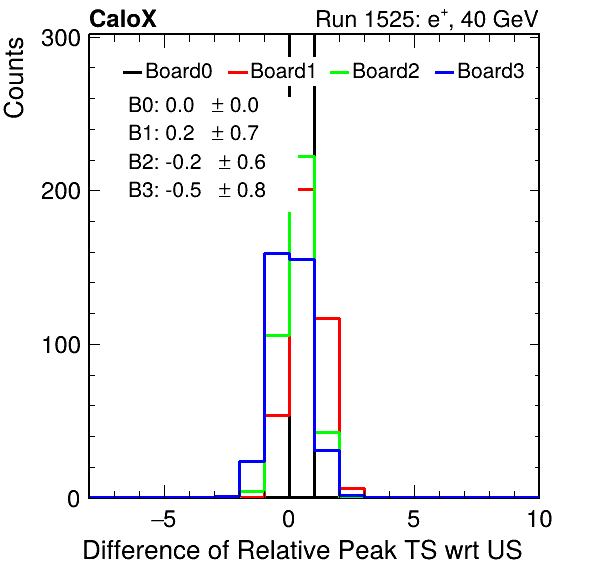 CaloX Run 1525: e⁺, 40 GeV
Counts
300
200
100
0
Board0 Board1 Board2 Board3
B0: 0.0 ± 0.0
B1: 0.2 ± 0.7
B2: -0.2 ± 0.6
B3: -0.5 ± 0.8
−5 0 5 10
Difference of Relative Peak TS wrt US